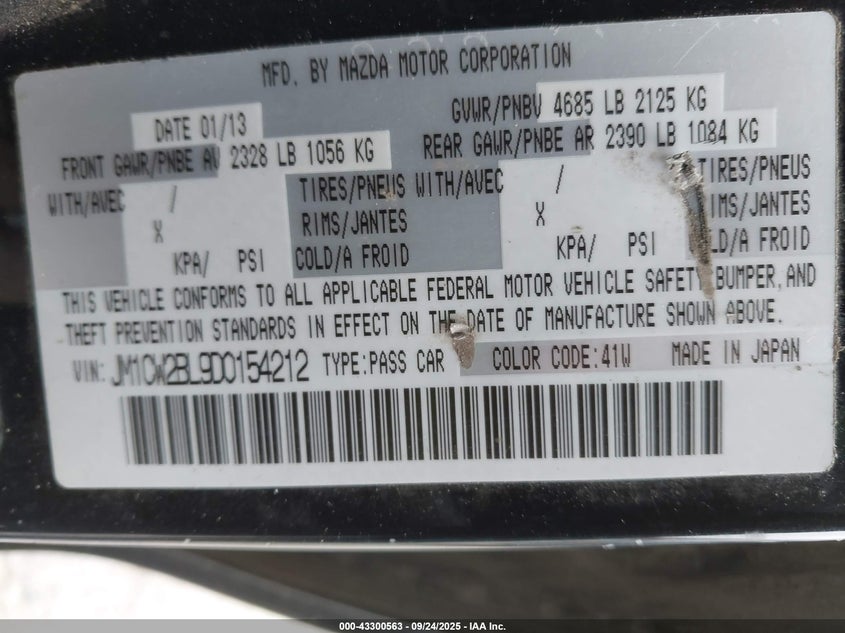 MFD. BY MAZDA MOTOR CORPORATION
GVWR/PNBV 4685 LB 2125 KG
DATE 01/13
FRONT GAWR/PNBE AV 2328 LB 1056 KG
REAR GAWR/PNBE AR 2390 LB 1084 KG
WITH/AVEC / TIRES/PNEUS WITH/AVEC / TIRES/PNEUS
X RIMS/JANTES X RIMS/JANTES
KPA/ PSI COLD/A FROID KPA/ PSI COLD/A FROID
THIS VEHICLE CONFORMS TO ALL APPLICABLE FEDERAL MOTOR VEHICLE SAFETY, BUMPER, AND
THEFT PREVENTION STANDARDS IN EFFECT ON THE DATE OF MANUFACTURE SHOWN ABOVE.
VIN: JM1CW2BL9D0154212 TYPE:PASS CAR COLOR CODE:41W MADE IN JAPAN
000-43300563 - 09/24/2025 - IAA Inc.